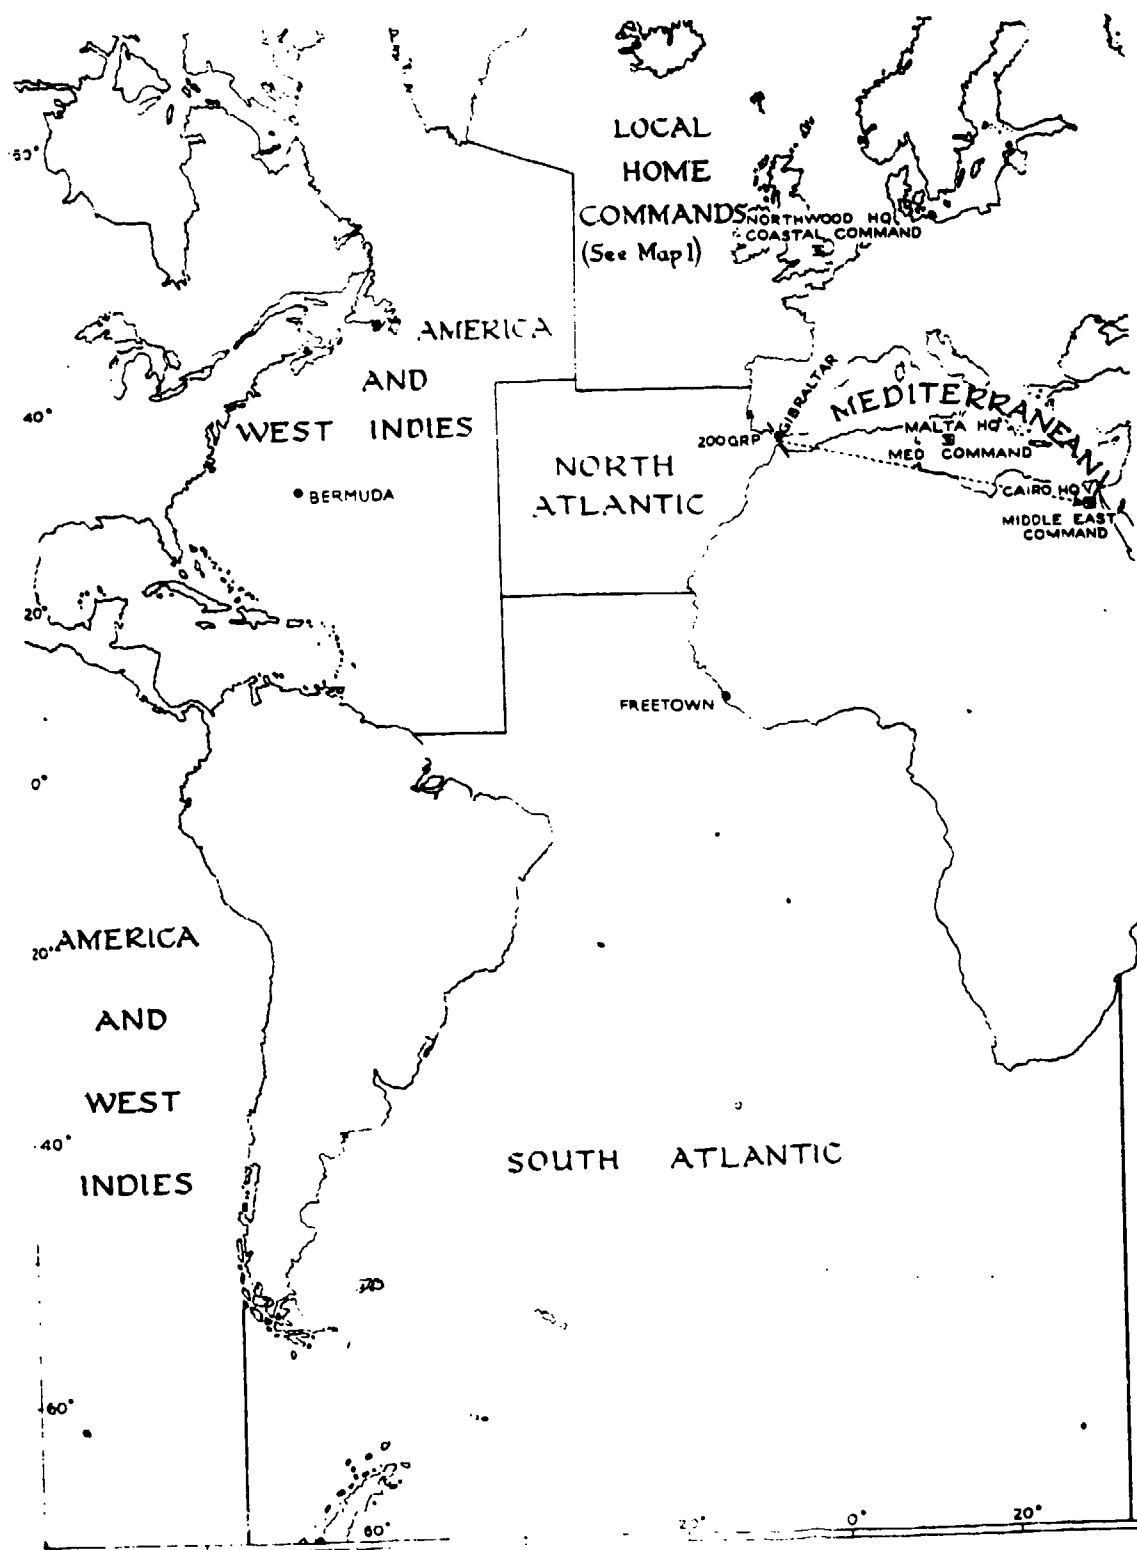 LOCAL
HOME
COMMANDS
(See Map 1)
60°
NORTHWOOD HQ
COASTAL COMMAND
AMERICA
AND
WEST INDIES
40°
GIBRALTAR
MEDITERRANEAN
200 GRP
MALTA HQ
MED COMMAND
NORTH
ATLANTIC
BERMUDA
CAIRO HQ
MIDDLE EAST
COMMAND
20°
FREETOWN
0°
20°
AMERICA
AND
WEST
INDIES
40°
SOUTH ATLANTIC
60°
60°
20°
0°
20°